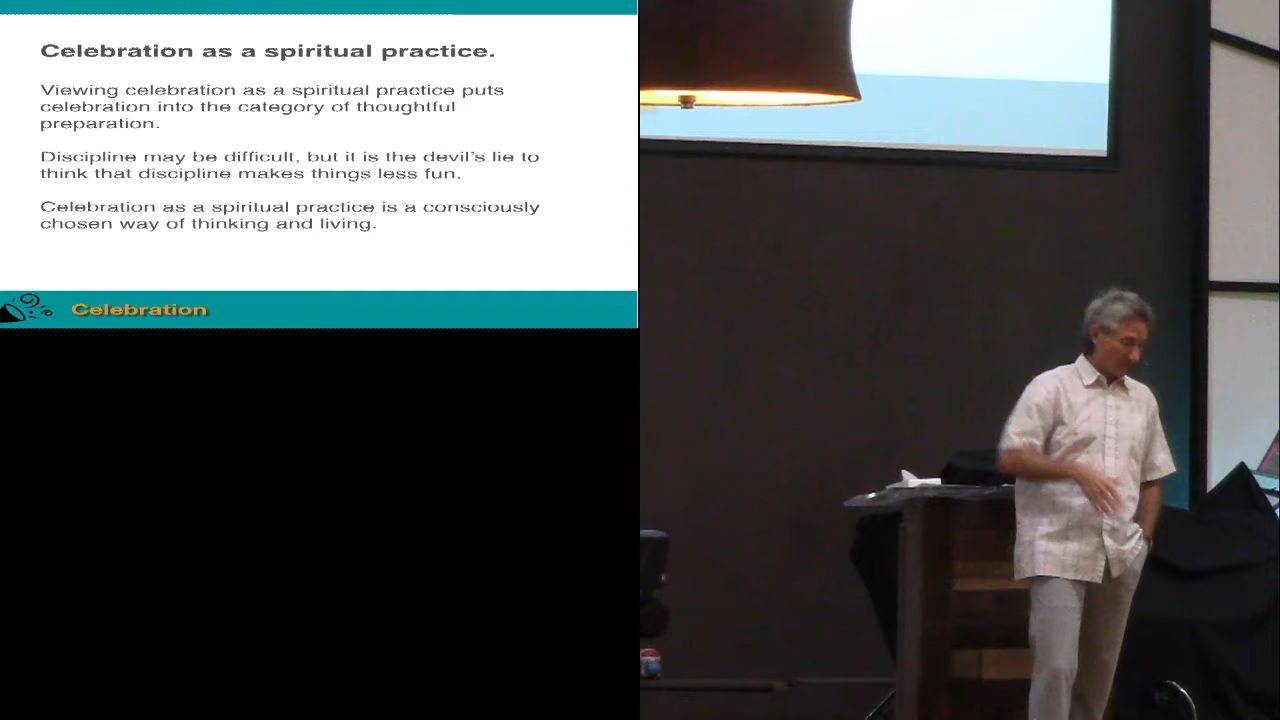 Celebration as a spiritual practice.
Viewing celebration as a spiritual practice puts
celebration into the category of thoughtful
preparation.
Discipline may be difficult, but it is the devil's lie to
think that discipline makes things less fun.
Celebration as a spiritual practice is a consciously
chosen way of thinking and living.
Celebration